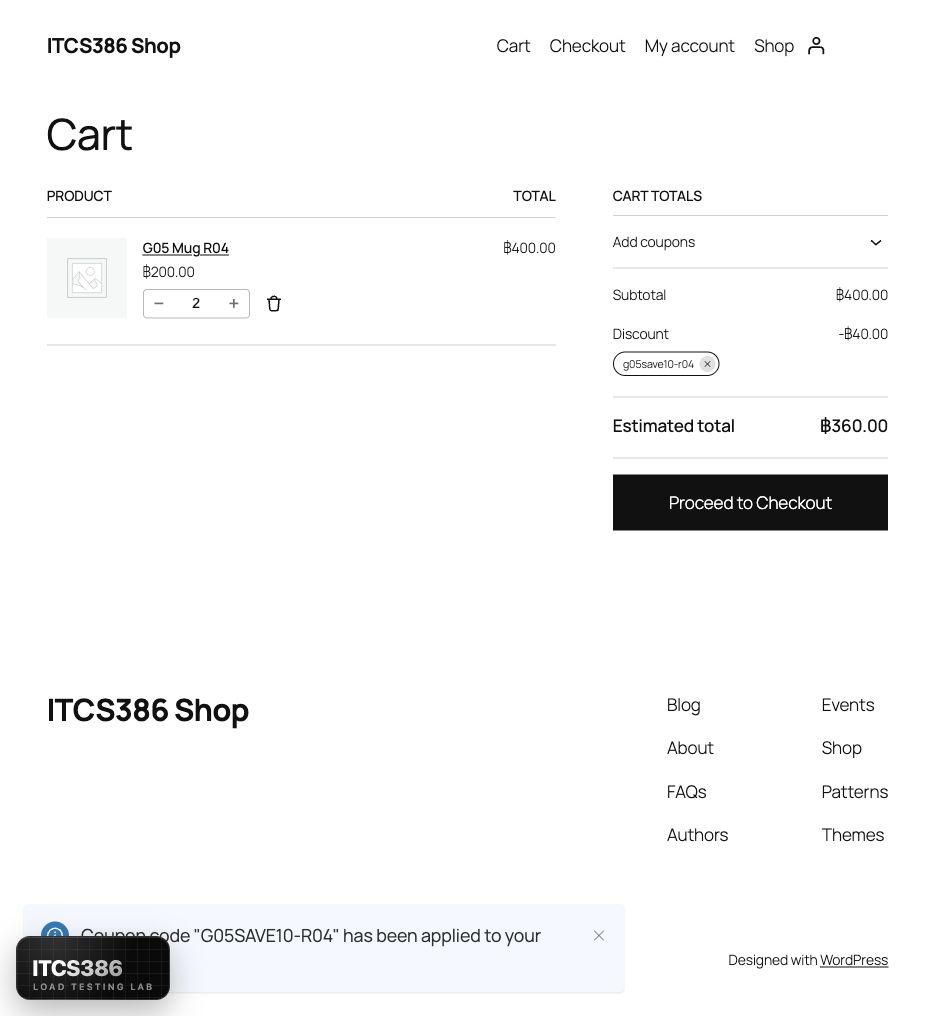 ITCS386 Shop
Cart Checkout My account Shop
Cart
PRODUCT TOTAL
G05 Mug R04 ฿400.00
฿200.00
− 2 +
CART TOTALS
Add coupons
Subtotal ฿400.00
Discount -฿40.00
g05save10-r04
Estimated total ฿360.00
Proceed to Checkout
ITCS386 Shop
Blog Events
About Shop
FAQs Patterns
Authors Themes
Coupon code "G05SAVE10-R04" has been applied to your
ITCS386
LOAD TESTING LAB
Designed with WordPress